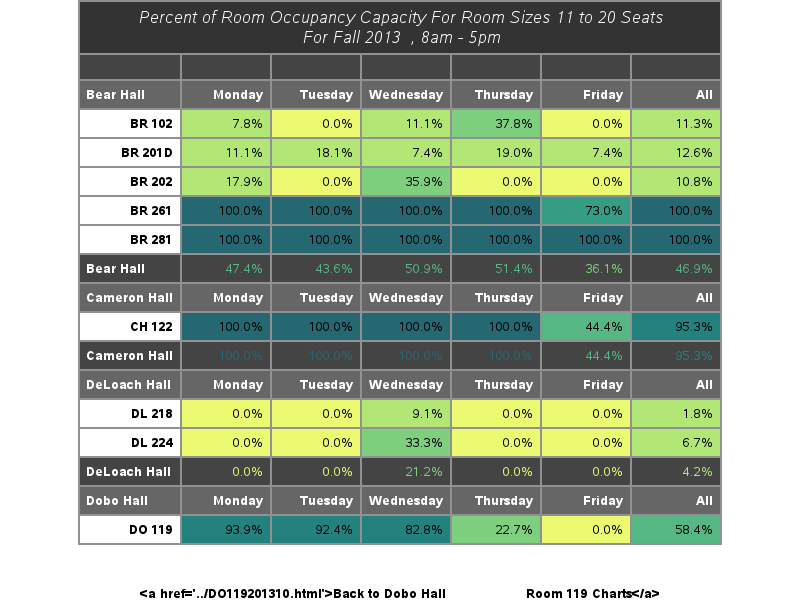 Percent of Room Occupancy Capacity For Room Sizes 11 to 20 Seats
For Fall 2013 , 8am - 5pm
Bear Hall Monday Tuesday Wednesday Thursday Friday All
BR 102 7.8% 0.0% 11.1% 37.8% 0.0% 11.3%
BR 201D 11.1% 18.1% 7.4% 19.0% 7.4% 12.6%
BR 202 17.9% 0.0% 35.9% 0.0% 0.0% 10.8%
BR 261 100.0% 100.0% 100.0% 100.0% 73.0% 100.0%
BR 281 100.0% 100.0% 100.0% 100.0% 100.0% 100.0%
Bear Hall 47.4% 43.6% 50.9% 51.4% 36.1% 46.9%
Cameron Hall Monday Tuesday Wednesday Thursday Friday All
CH 122 100.0% 100.0% 100.0% 100.0% 44.4% 95.3%
Cameron Hall 100.0% 100.0% 100.0% 100.0% 44.4% 95.3%
DeLoach Hall Monday Tuesday Wednesday Thursday Friday All
DL 218 0.0% 0.0% 9.1% 0.0% 0.0% 1.8%
DL 224 0.0% 0.0% 33.3% 0.0% 0.0% 6.7%
DeLoach Hall 0.0% 0.0% 21.2% 0.0% 0.0% 4.2%
Dobo Hall Monday Tuesday Wednesday Thursday Friday All
DO 119 93.9% 92.4% 82.8% 22.7% 0.0% 58.4%
<a href='../DO119201310.html'>Back to Dobo Hall Room 119 Charts</a>